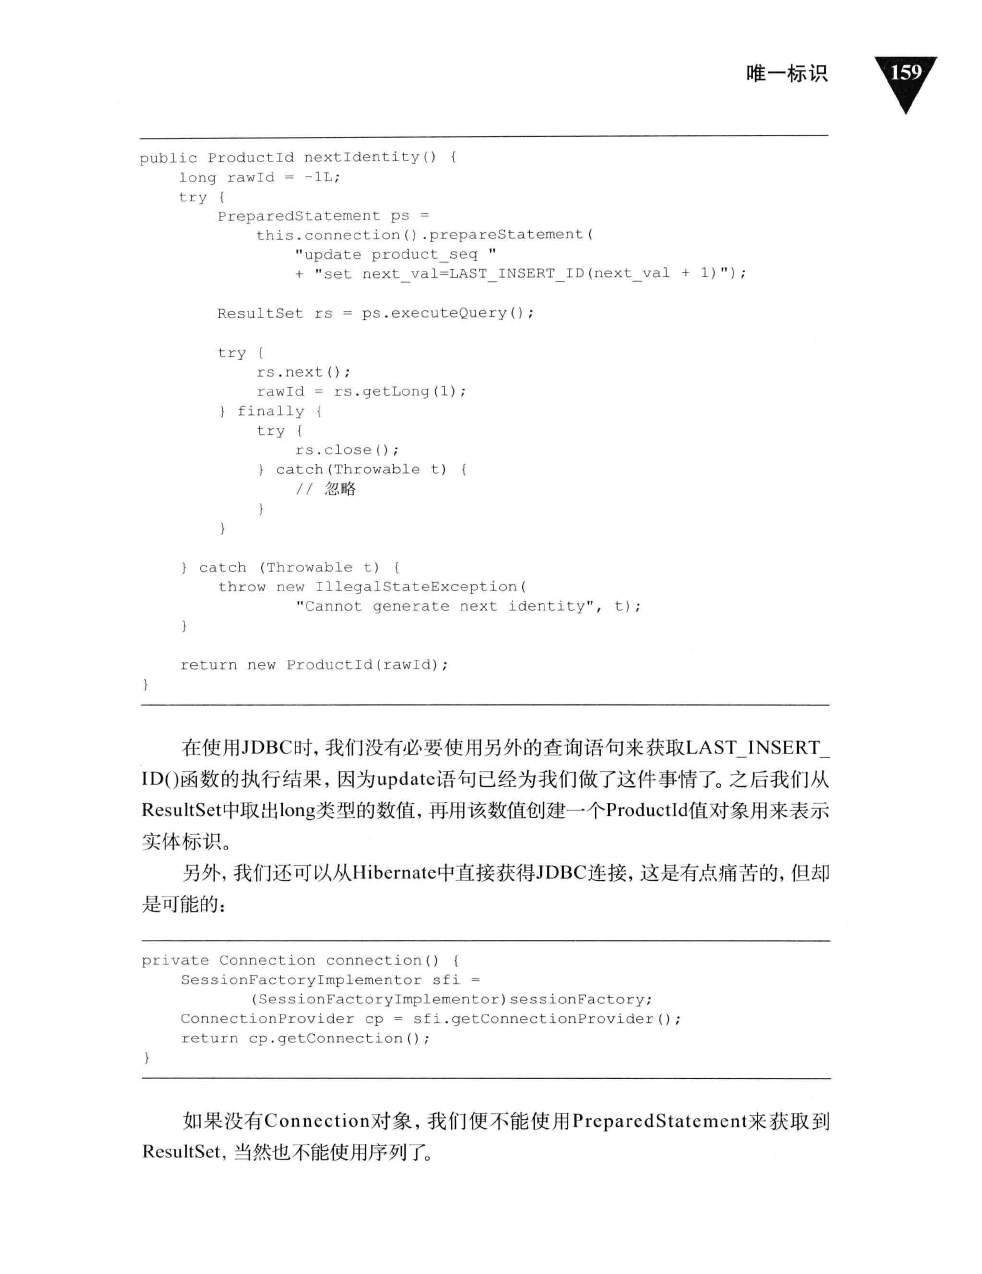 唯一标识
159
public ProductId nextIdentity() {
    long rawId = -1L;
    try {
        PreparedStatement ps =
            this.connection().prepareStatement(
                "update product_seq "
                + "set next_val=LAST_INSERT_ID(next_val + 1)");
        ResultSet rs = ps.executeQuery();
        try {
            rs.next();
            rawId = rs.getLong(1);
        } finally {
            try {
                rs.close();
            } catch(Throwable t) {
                // 忽略
            }
        }
    } catch (Throwable t) {
        throw new IllegalStateException(
                "Cannot generate next identity", t);
    }
    return new ProductId(rawId);
}
在使用JDBC时，我们没有必要使用另外的查询语句来获取LAST_INSERT_
ID()函数的执行结果，因为update语句已经为我们做了这件事情了。之后我们从
ResultSet中取出long类型的数值，再用该数值创建一个ProductId值对象用来表示
实体标识。
另外，我们还可以从Hibernate中直接获得JDBC连接，这是有点痛苦的，但却
是可能的：
private Connection connection() {
    SessionFactoryImplementor sfi =
            (SessionFactoryImplementor)sessionFactory;
    ConnectionProvider cp = sfi.getConnectionProvider();
    return cp.getConnection();
}
如果没有Connection对象，我们便不能使用PreparedStatement来获取到
ResultSet，当然也不能使用序列了。